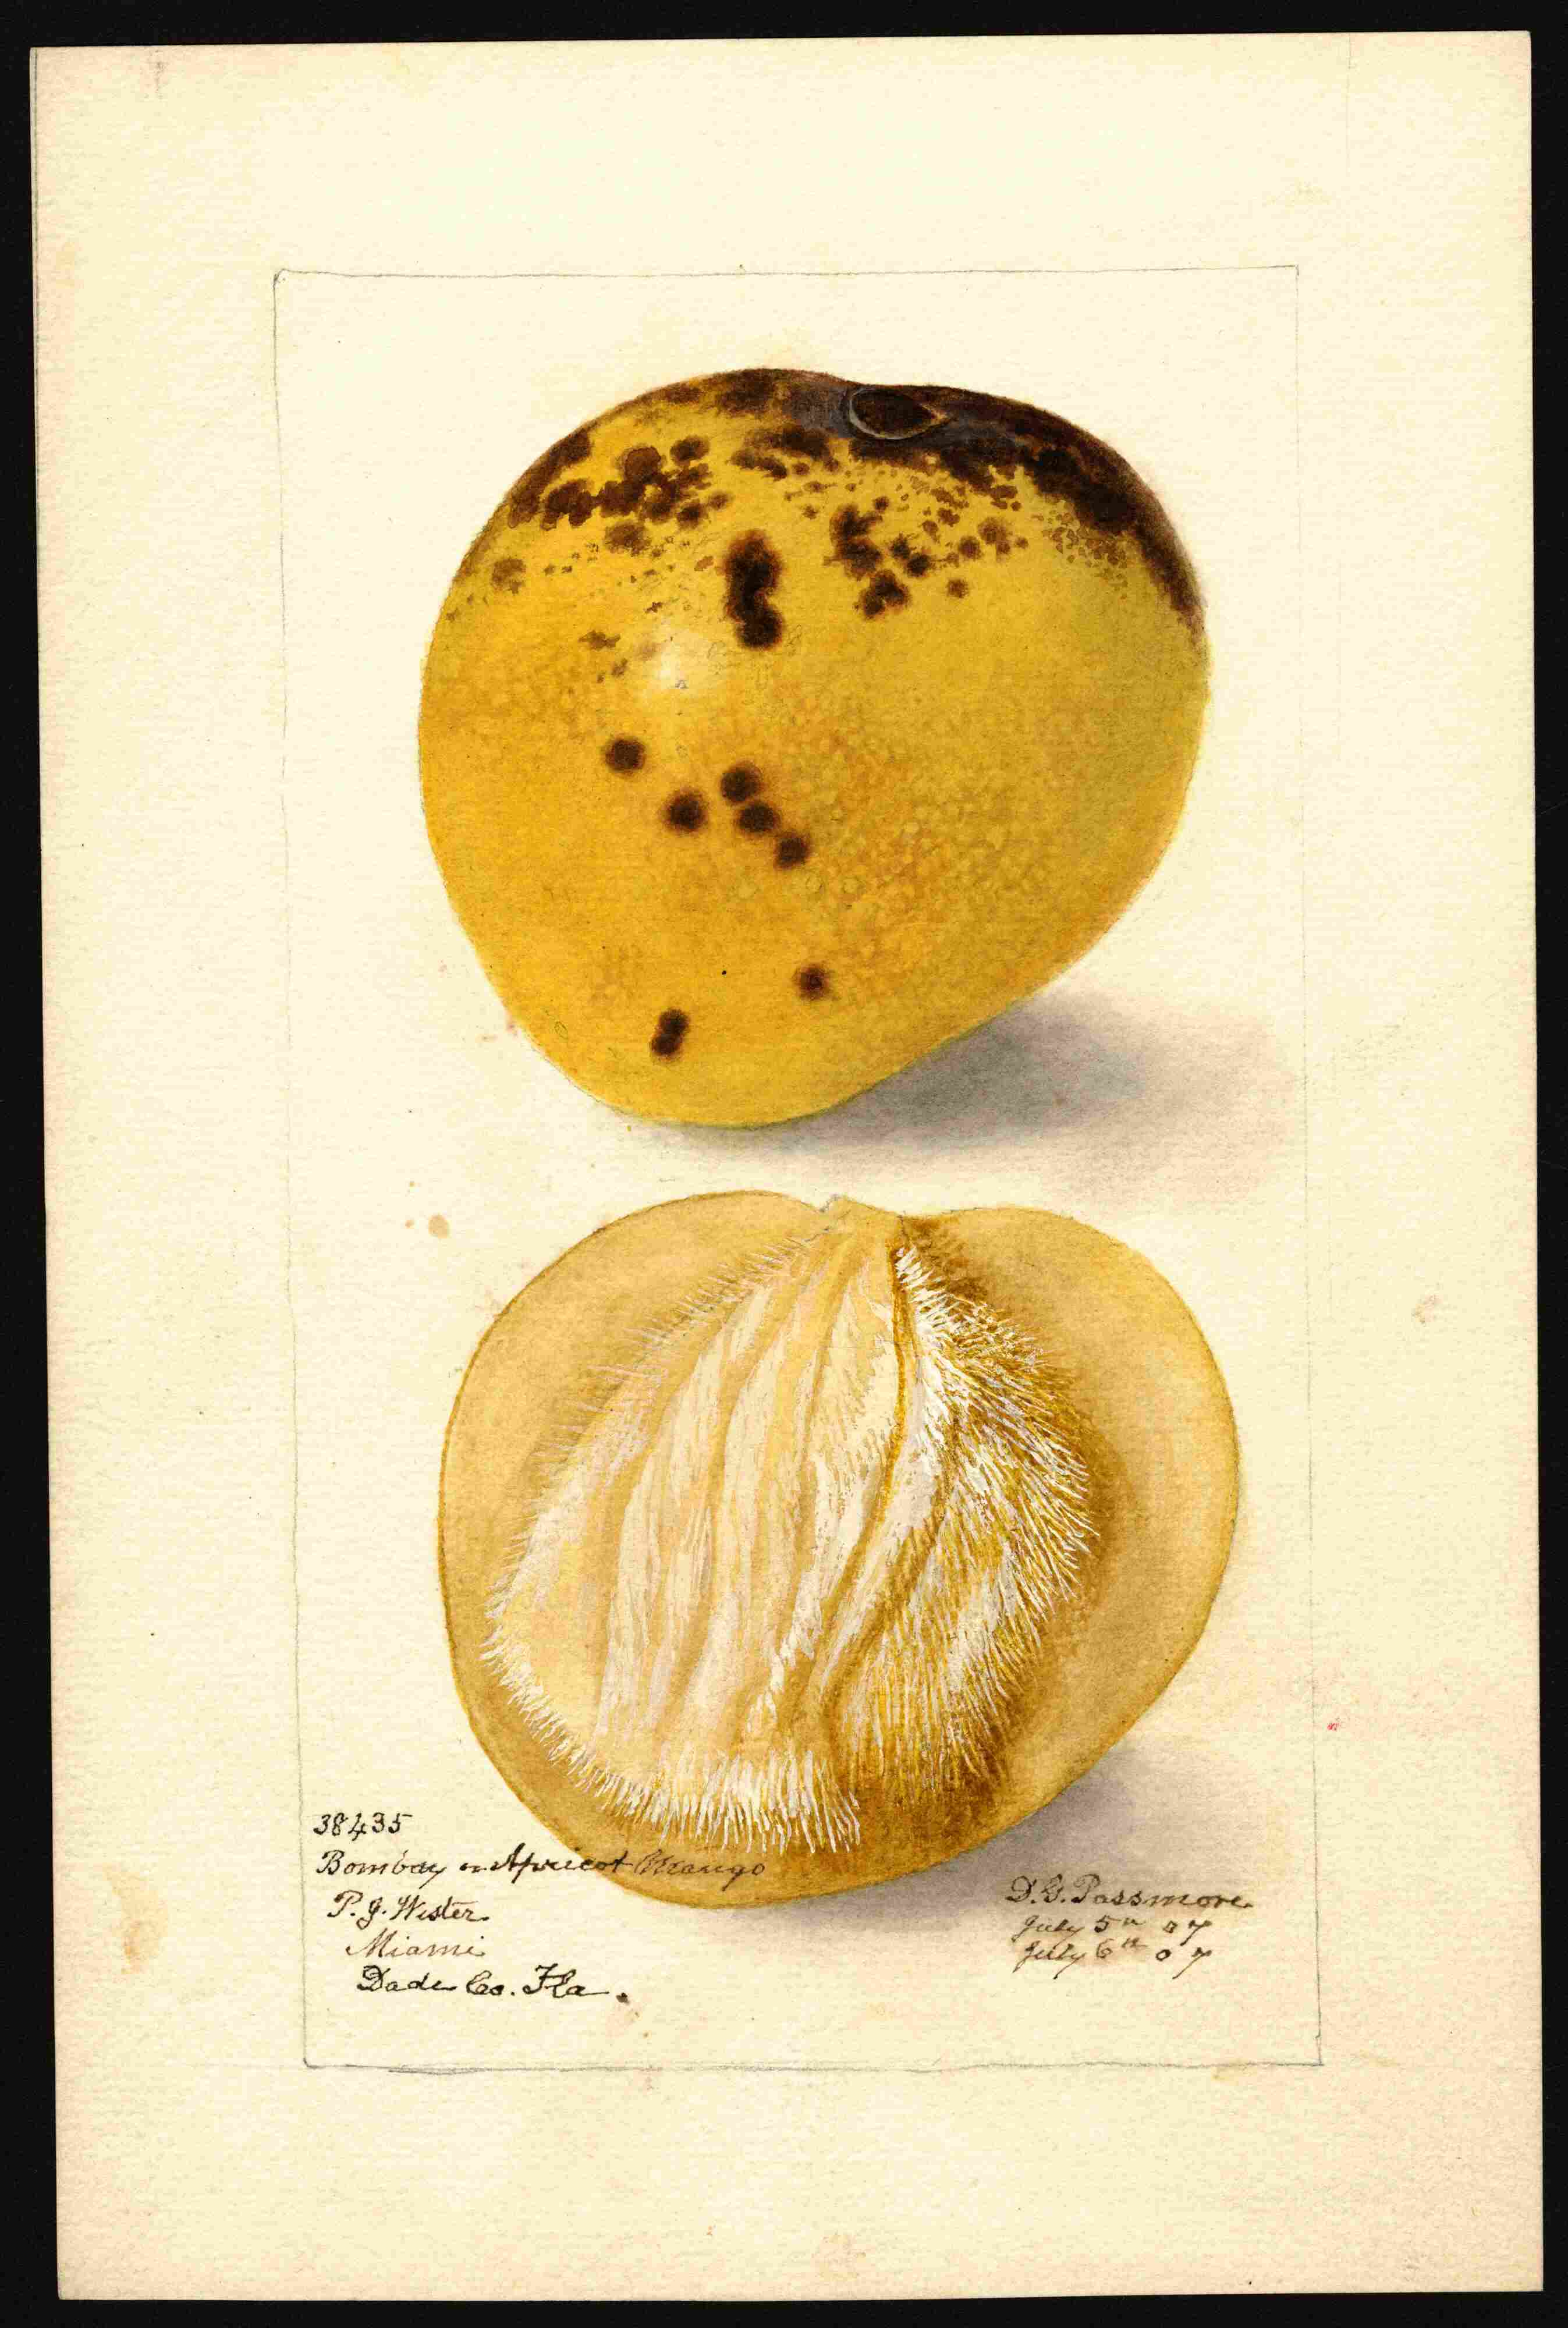 38435
Bombay or Apricot Mango
P. J. Wester.
Miami
Dade Co. Fla.
D. G. Passmore
July 5th 07
July 6th 07